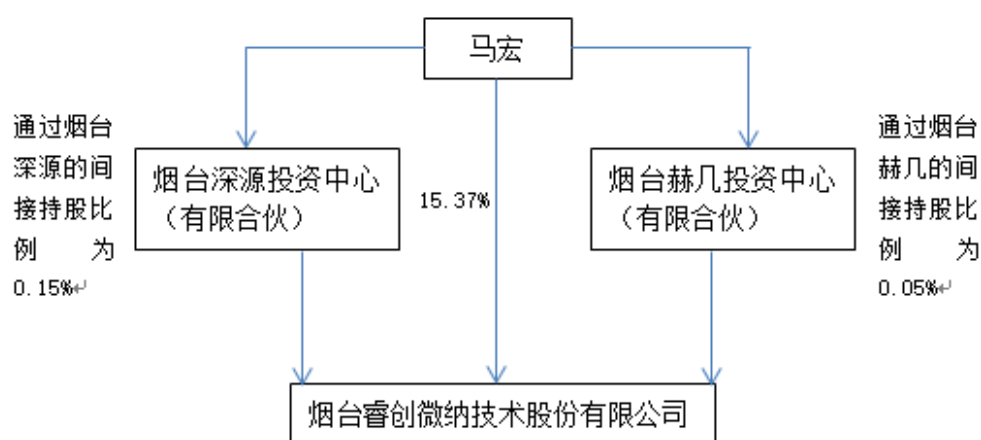 马宏
通过烟台
深源的间
接持股比
例 为
0.15%↵
烟台深源投资中心
（有限合伙）
15.37%
烟台赫几投资中心
（有限合伙）
通过烟台
赫几的间
接持股比
例 为
0.05%↵
烟台睿创微纳技术股份有限公司